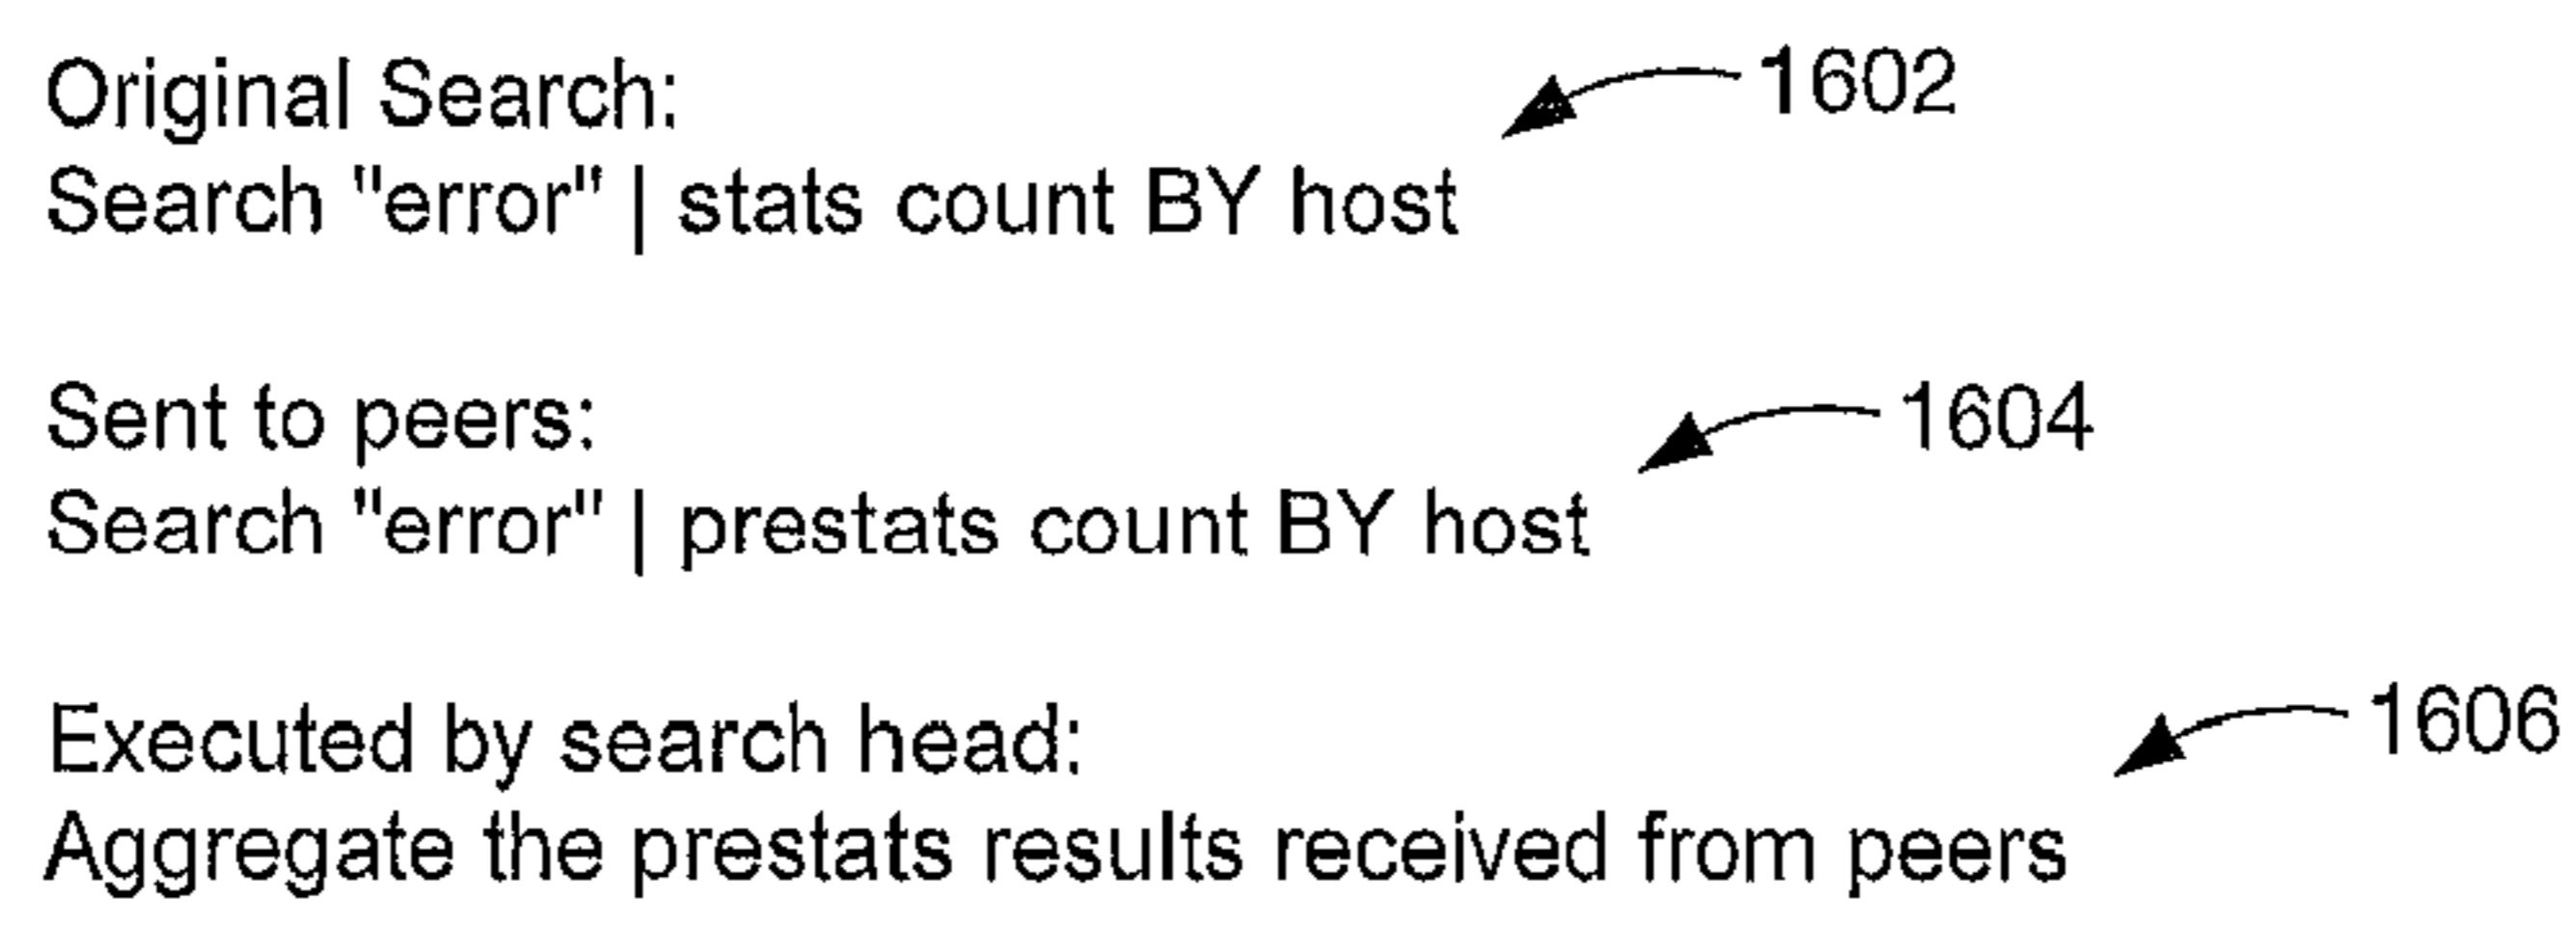 Original Search:
1602
Search "error" | stats count BY host
Sent to peers:
1604
Search "error" | prestats count BY host
Executed by search head:
1606
Aggregate the prestats results received from peers